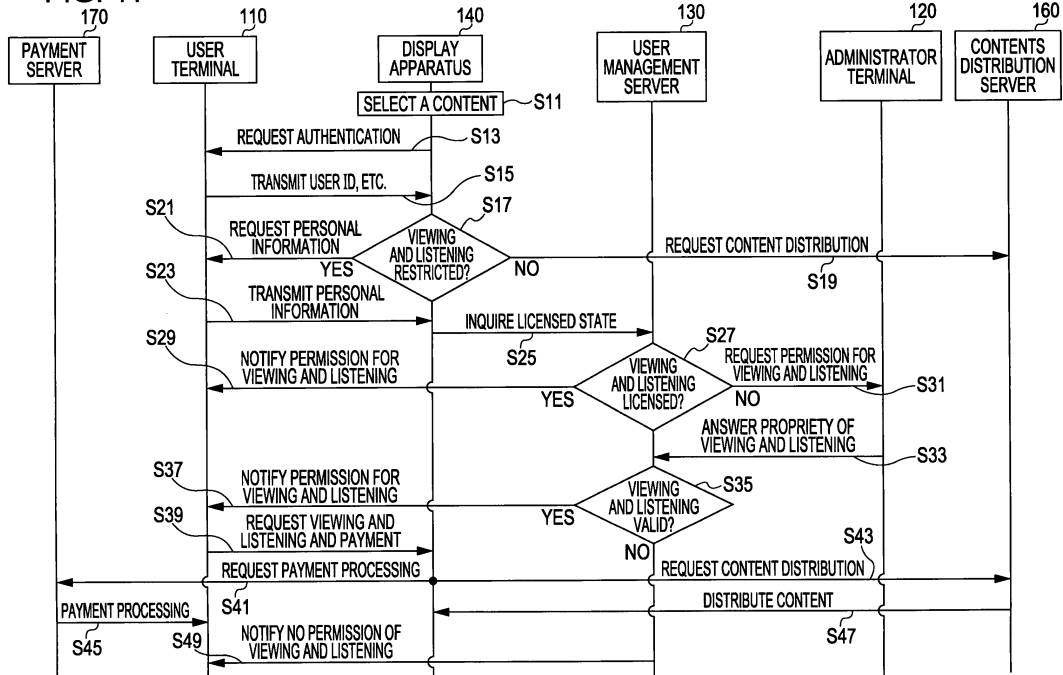 170
110
140
130
120
160
PAYMENT
SERVER
USER
TERMINAL
DISPLAY
APPARATUS
USER
MANAGEMENT
SERVER
ADMINISTRATOR
TERMINAL
CONTENTS
DISTRIBUTION
SERVER
SELECT A CONTENT
S11
REQUEST AUTHENTICATION
S13
TRANSMIT USER ID, ETC.
S15
S17
S21
REQUEST PERSONAL
INFORMATION
VIEWING
AND LISTENING
RESTRICTED?
YES
NO
REQUEST CONTENT DISTRIBUTION
S19
S23
TRANSMIT PERSONAL
INFORMATION
INQUIRE LICENSED STATE
S25
S27
S29
NOTIFY PERMISSION FOR
VIEWING AND LISTENING
VIEWING
AND LISTENING
LICENSED?
YES
NO
REQUEST PERMISSION FOR
VIEWING AND LISTENING
S31
ANSWER PROPRIETY OF
VIEWING AND LISTENING
S33
S35
S37
NOTIFY PERMISSION FOR
VIEWING AND LISTENING
VIEWING
AND LISTENING
VALID?
YES
NO
S39
REQUEST VIEWING AND
LISTENING AND PAYMENT
S43
REQUEST PAYMENT PROCESSING
S41
REQUEST CONTENT DISTRIBUTION
PAYMENT PROCESSING
S45
DISTRIBUTE CONTENT
S47
S49
NOTIFY NO PERMISSION OF
VIEWING AND LISTENING